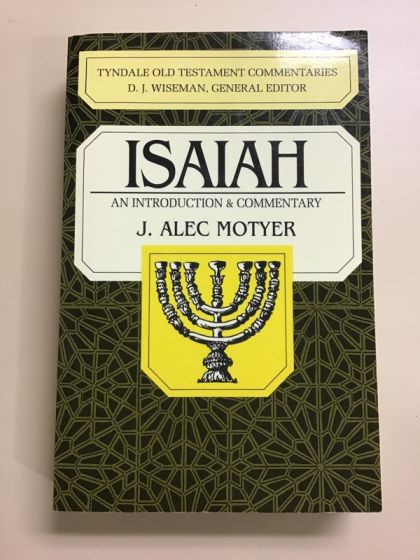 TYNDALE OLD TESTAMENT COMMENTARIES
D. J. WISEMAN, GENERAL EDITOR
ISAIAH
AN INTRODUCTION & COMMENTARY
J. ALEC MOTYER